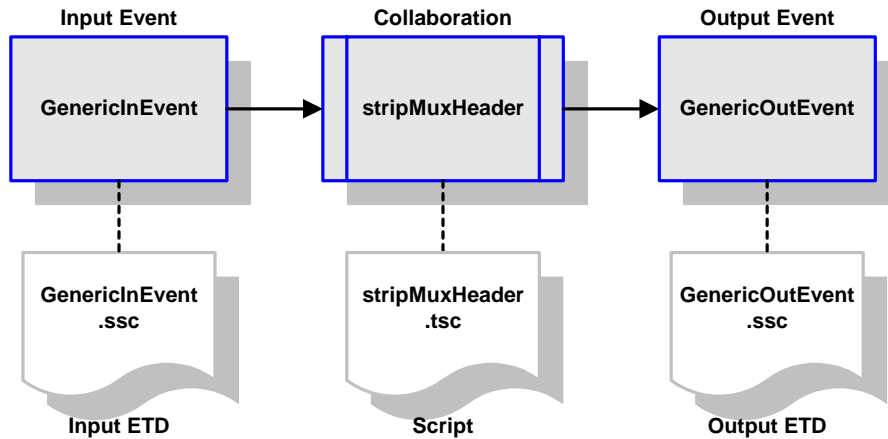 Input Event
Collaboration
Output Event
GenericInEvent
stripMuxHeader
GenericOutEvent
GenericInEvent
.ssc
stripMuxHeader
.tsc
GenericOutEvent
.ssc
Input ETD
Script
Output ETD